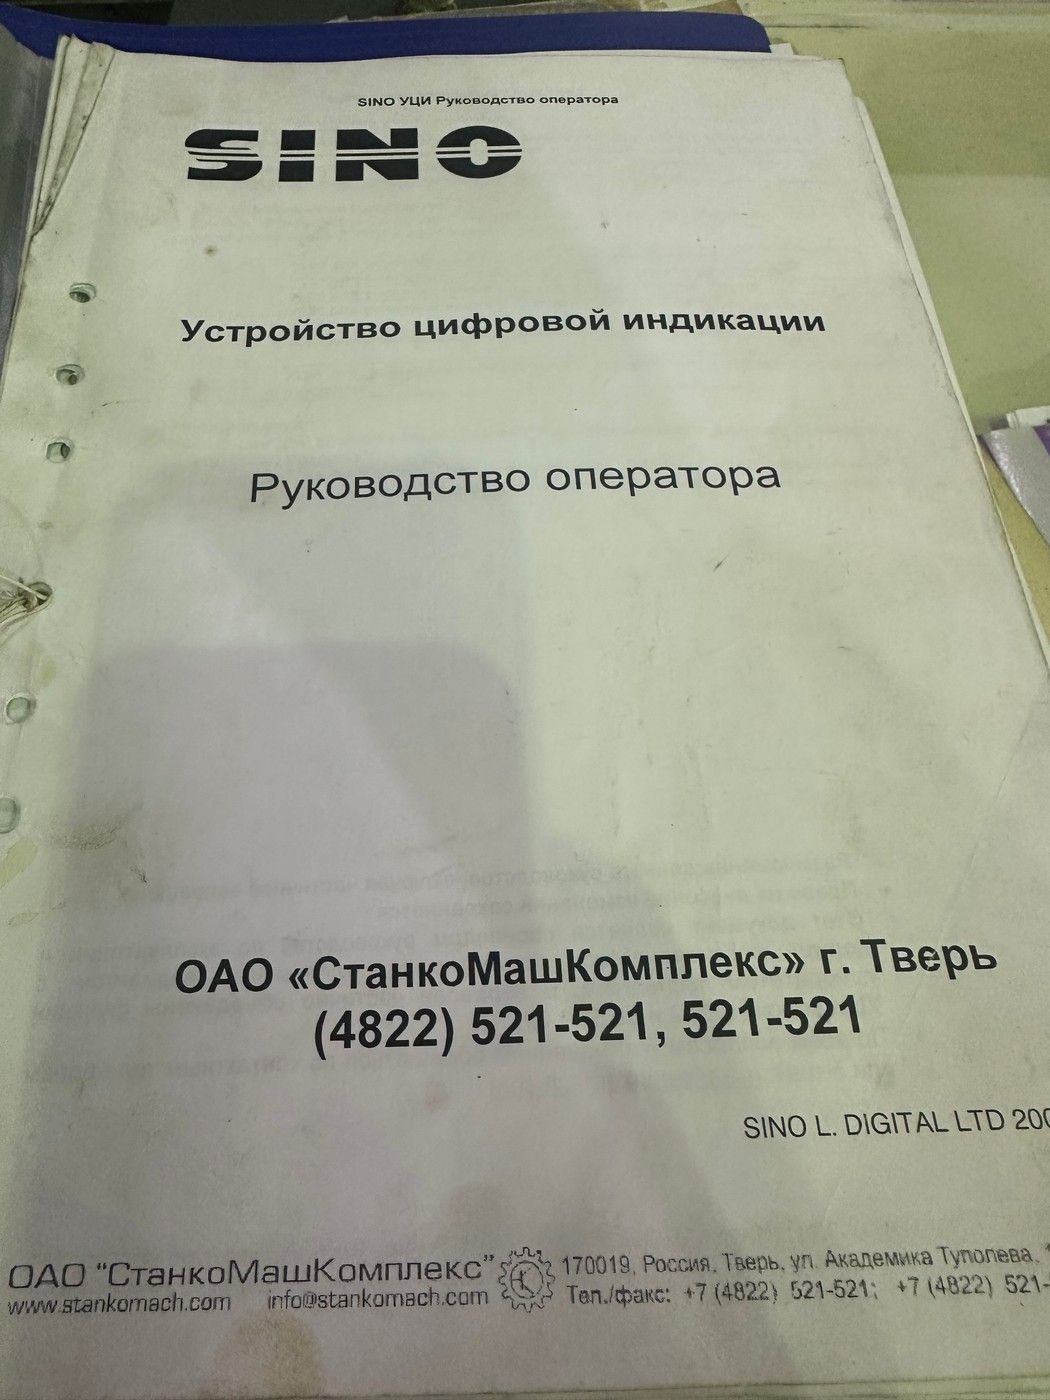 SINO УЦИ Руководство оператора
SINO
Устройство цифровой индикации
Руководство оператора
ОАО «СтанкоМашКомплекс» г. Тверь
(4822) 521-521, 521-521
SINO L. DIGITAL LTD 200
ОАО “СтанкоМашКомплекс” 170019, Россия, Тверь, ул. Академика Туполева,
www.stankomach.com info@stankomach.com Тел./факс: +7 (4822) 521-521; +7 (4822) 521-